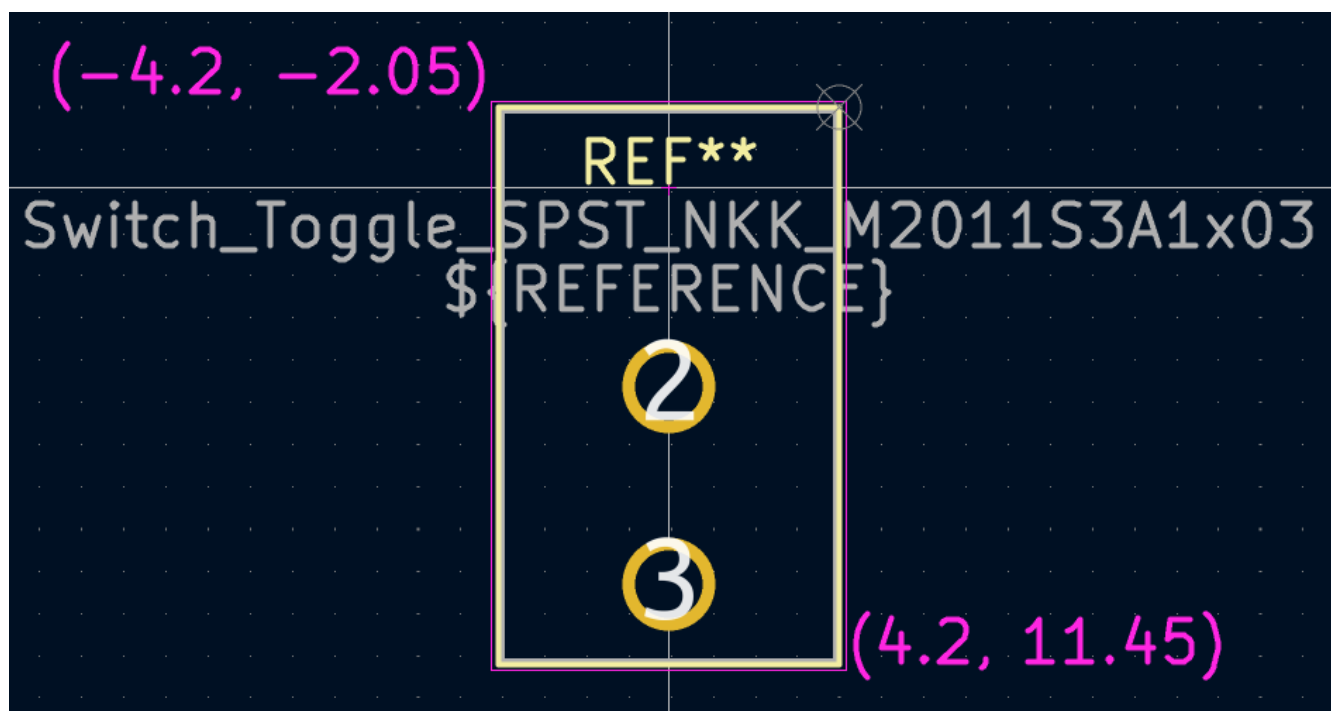 (-4.2, -2.05)
REF**
Switch_Toggle_SPST_NKK_M2011S3A1x03
${REFERENCE}
2
3
(4.2, 11.45)